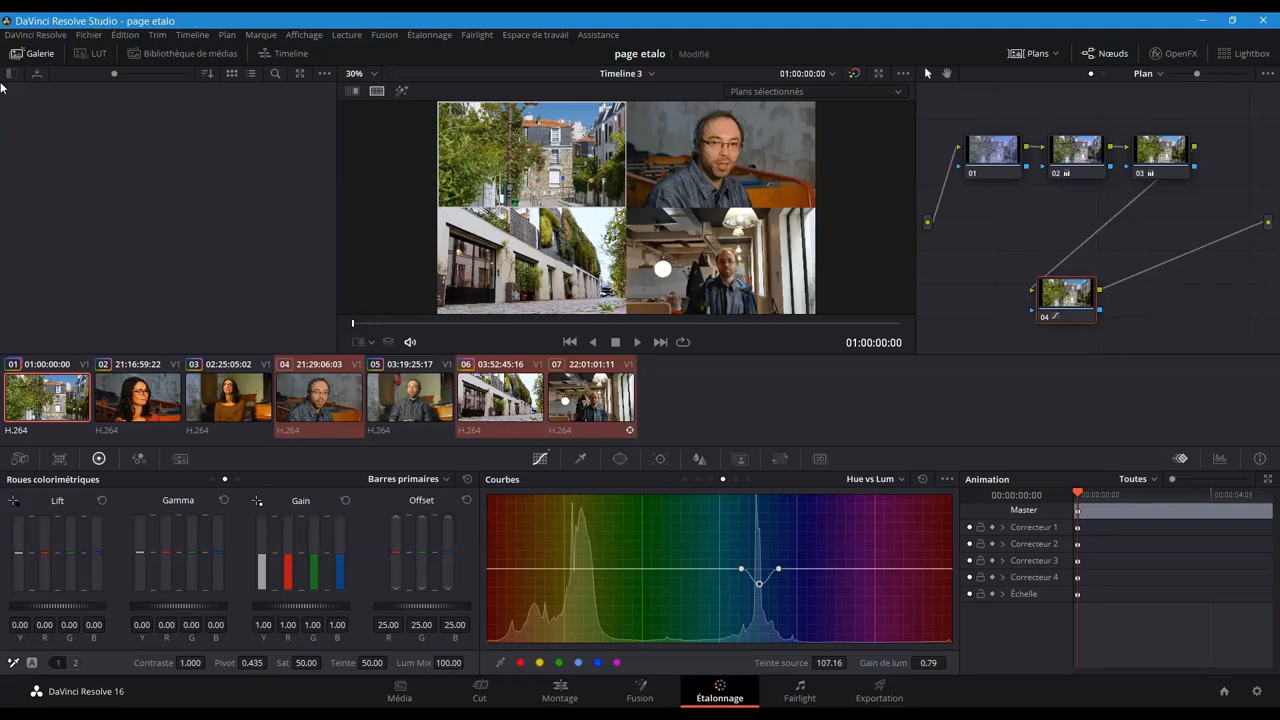 DaVinci Resolve Studio - page etalo
DaVinci Resolve Fichier Édition Trim Timeline Plan Marque Affichage Lecture Fusion Étalonnage Fairlight Espace de travail Assistance
Galerie LUT Bibliothèque de médias Timeline page etalo Modifié Plans Nœuds OpenFX Lightbox
30% Timeline 3 01:00:00:00 Plan
Plans sélectionnés
01 02 03
04
01:00:00:00
01 01:00:00:00 V1 02 21:16:59:22 V1 03 02:25:05:02 V1 04 21:29:06:03 V1 05 03:19:25:17 V1 06 03:52:45:16 V1 07 22:01:01:11 V1
H.264 H.264 H.264 H.264 H.264 H.264 H.264
Roues colorimétriques Barres primaires Courbes Hue vs Lum Animation Toutes
Lift Gamma Gain Offset 00:00:00:00 00:00:00:00 00:00:04:01
Master
Correcteur 1
Correcteur 2
Correcteur 3
Correcteur 4
Échelle
0.00 0.00 0.00 0.00 0.00 0.00 0.00 0.00 1.00 1.00 1.00 1.00 25.00 25.00 25.00
Y R G B Y R G B Y R G B R G B
A 1 2 Contraste 1.000 Pivot 0.435 Sat 50.00 Teinte 50.00 Lum Mix 100.00 Teinte source 107.16 Gain de lum 0.79
DaVinci Resolve 16 Média Cut Montage Fusion Étalonnage Fairlight Exportation